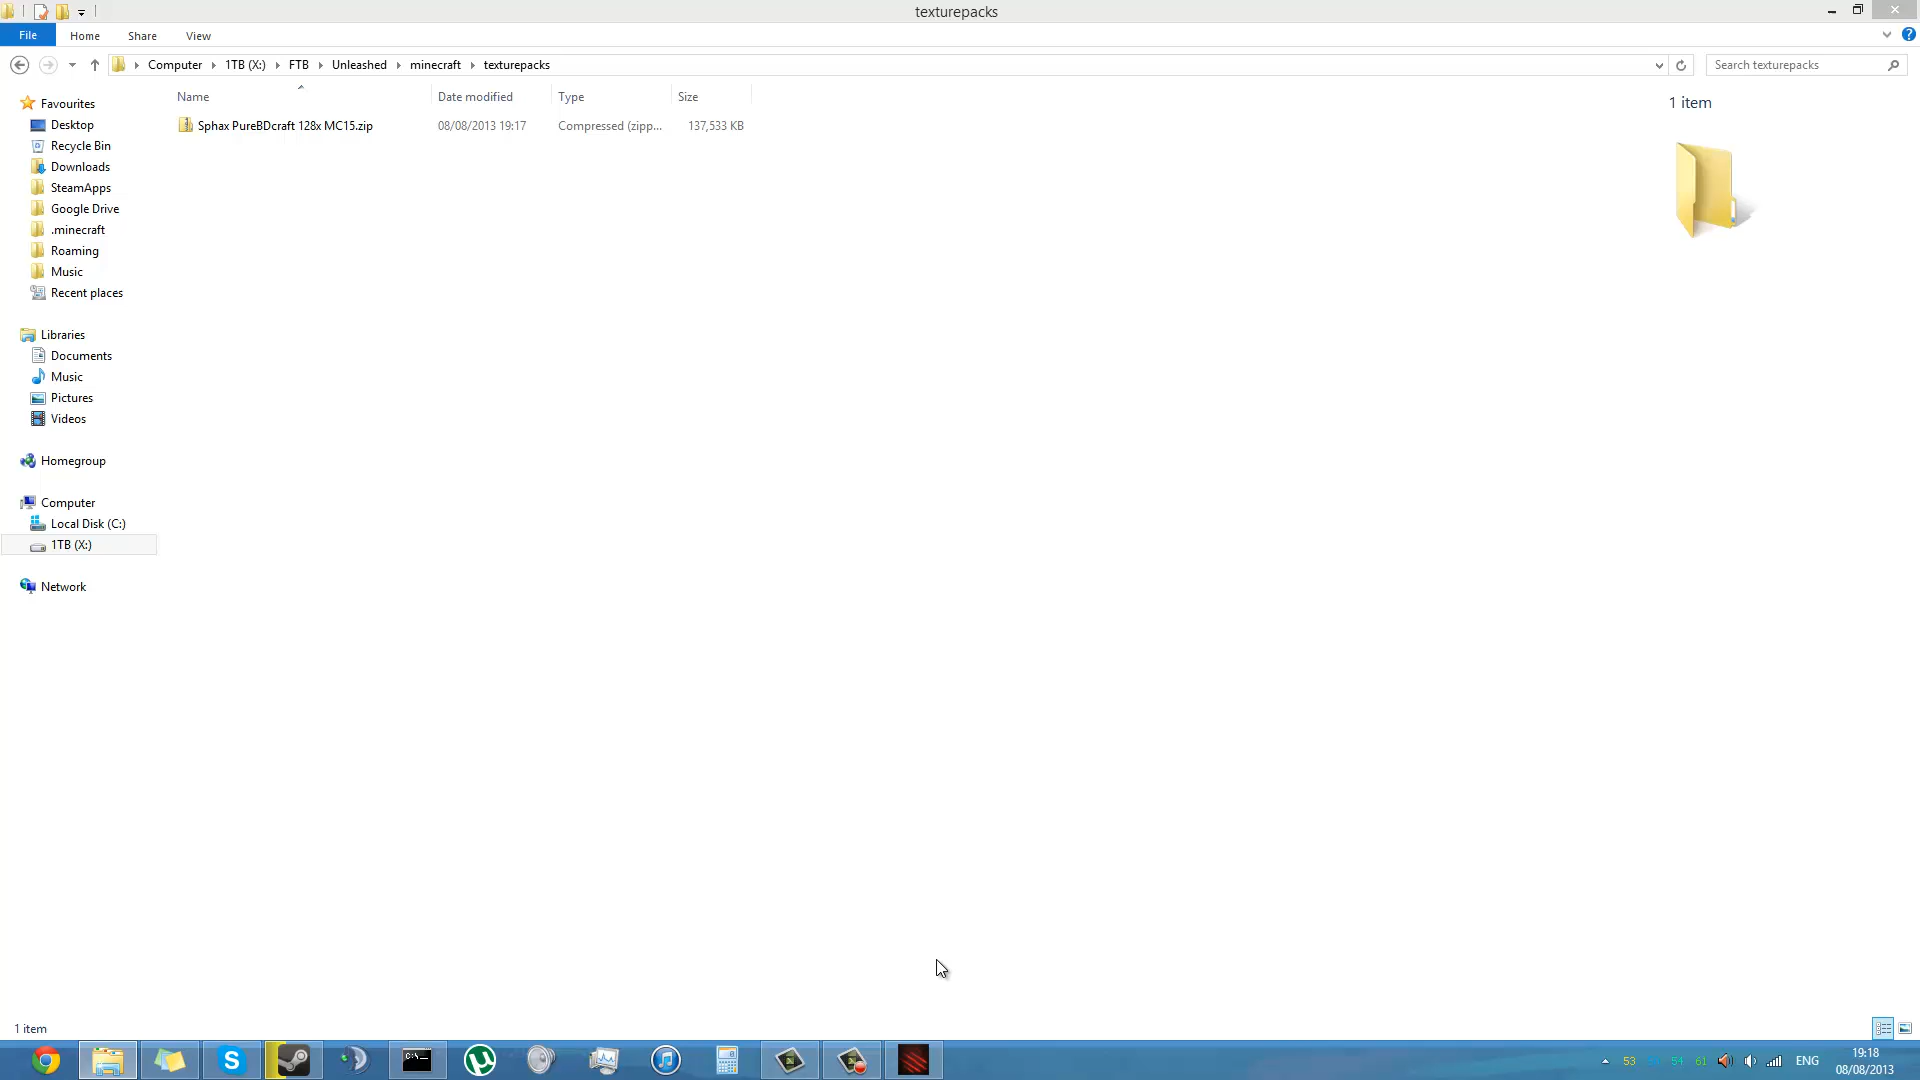 texturepacks
File Home Share View
Computer 1TB (X:) FTB Unleashed minecraft texturepacks
Search texturepacks
Name Date modified Type Size
Sphax PureBDcraft 128x MC15.zip 08/08/2013 19:17 Compressed (zipp... 137,533 KB
1 item
Favourites
Desktop
Recycle Bin
Downloads
SteamApps
Google Drive
.minecraft
Roaming
Music
Recent places
Libraries
Documents
Music
Pictures
Videos
Homegroup
Computer
Local Disk (C:)
1TB (X:)
Network
1 item
C:\
53 54 61 ENG 19:18
08/08/2013